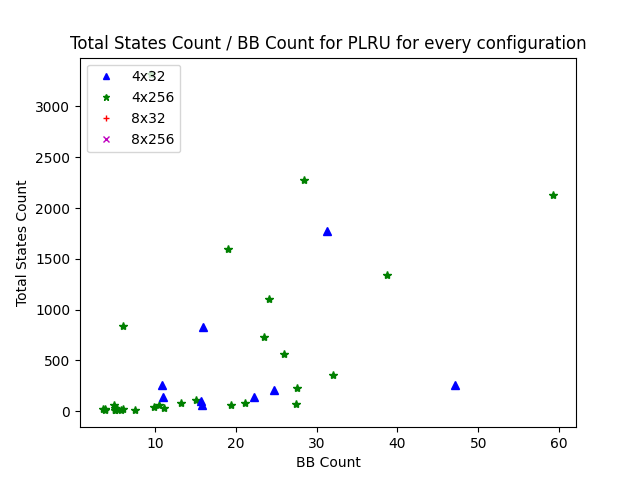 Total States Count / BB Count for PLRU for every configuration
4x32
4x256
8x32
8x256
3000
2500
2000
1500
1000
500
0
Total States Count
10 20 30 40 50 60
BB Count